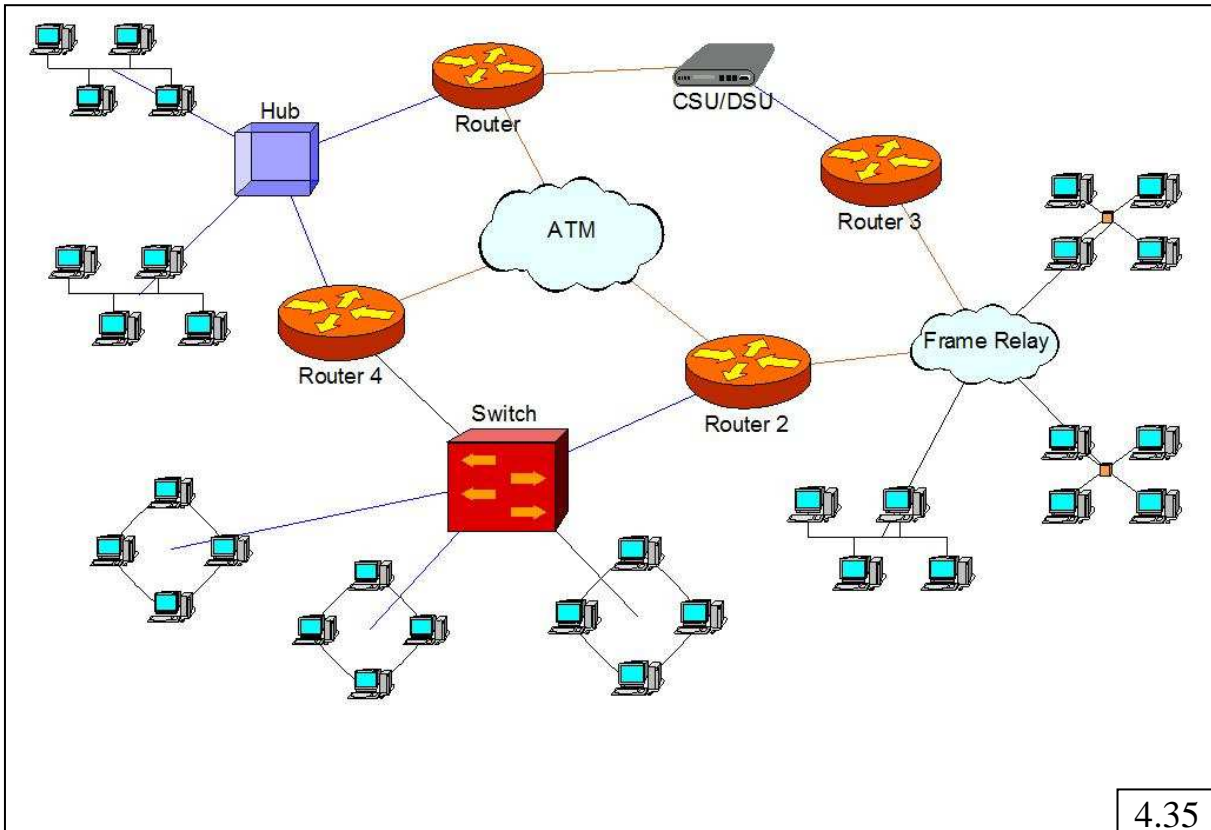 Hub
Router
CSU/DSU
Router 3
ATM
Router 4
Frame Relay
Router 2
Switch
4.35